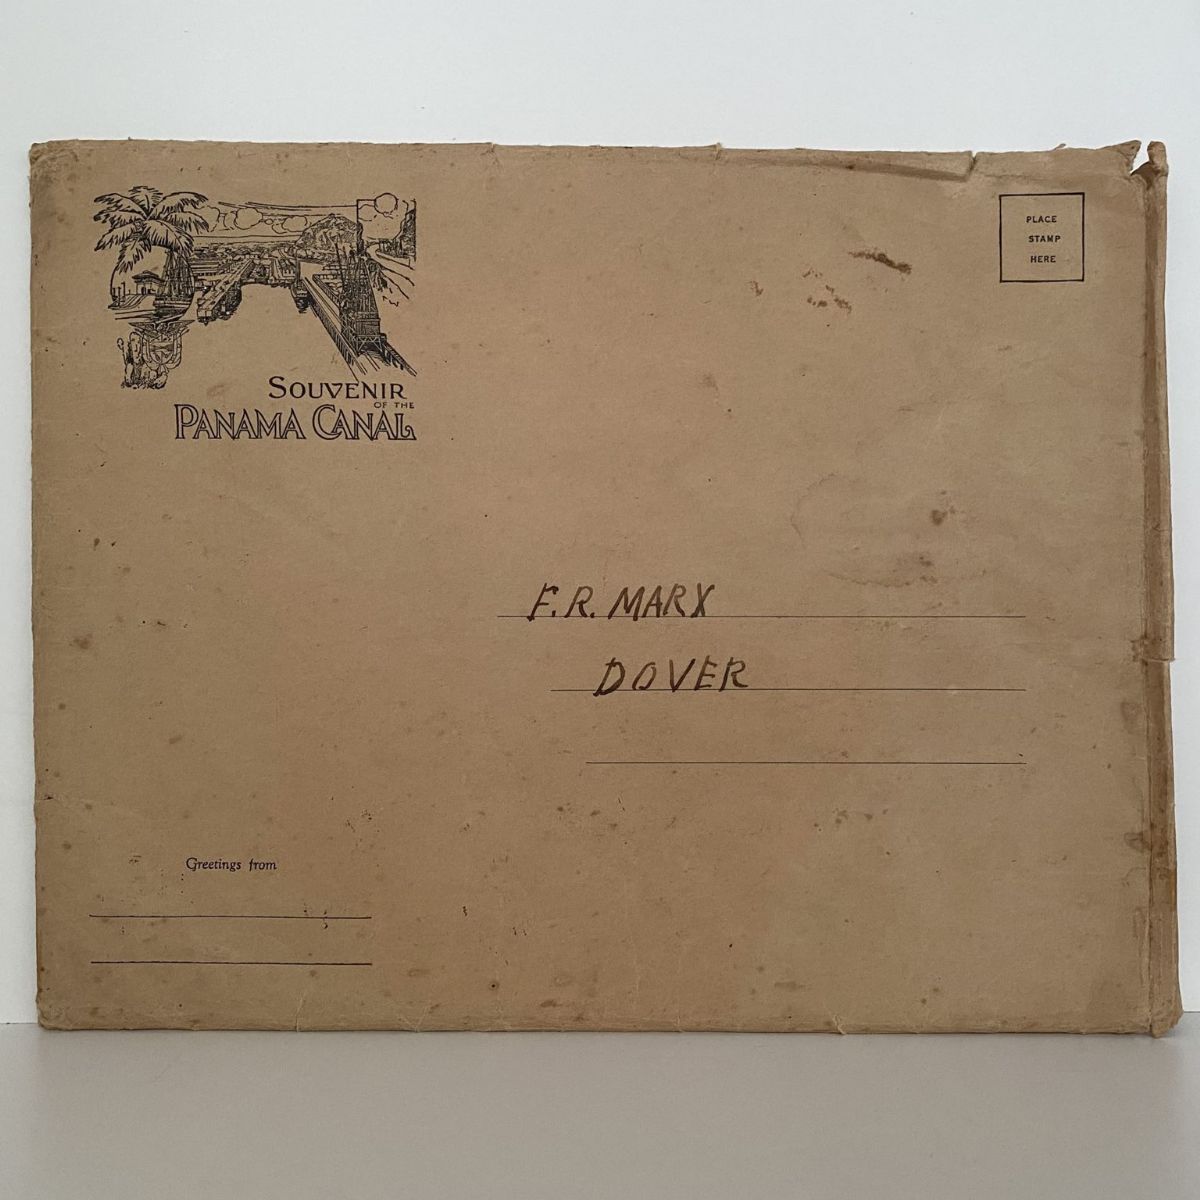 PLACE
STAMP
HERE
SOUVENIR
OF THE
PANAMA CANAL
F.R. MARX
DOVER
Greetings from